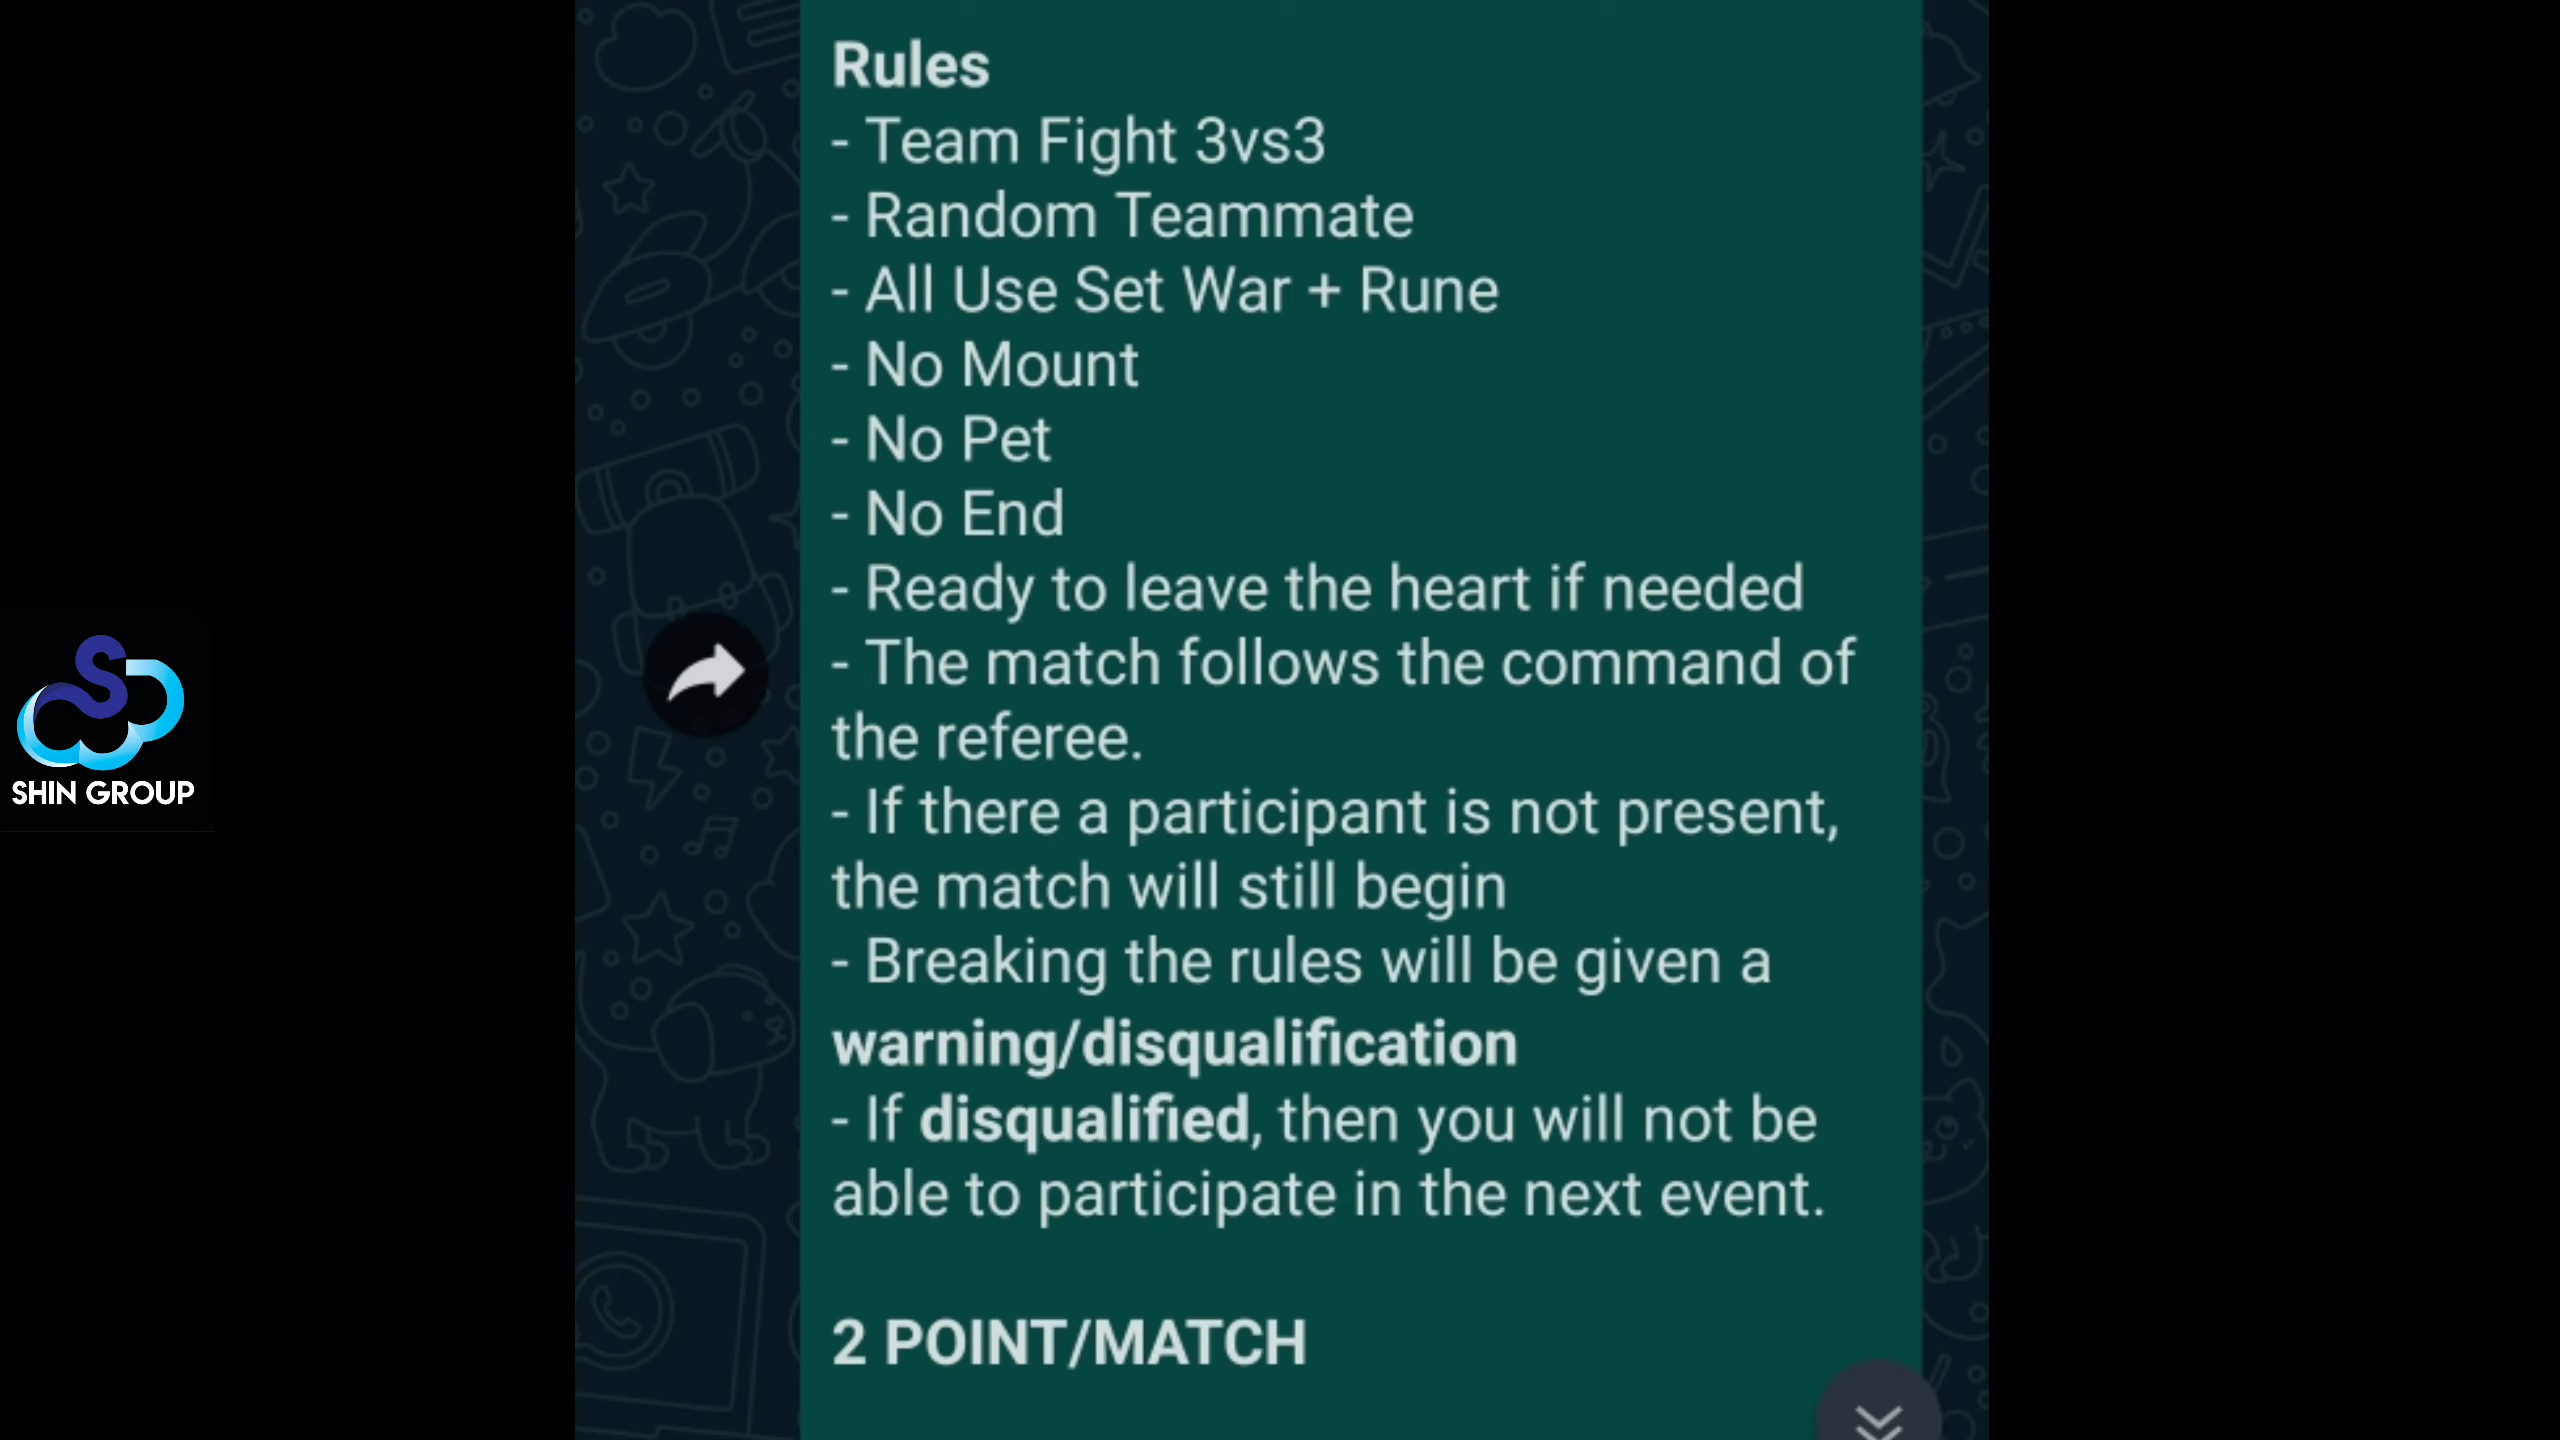 Rules
- Team Fight 3vs3
- Random Teammate
- All Use Set War + Rune
- No Mount
- No Pet
- No End
- Ready to leave the heart if needed
- The match follows the command of
the referee.
- If there a participant is not present,
the match will still begin
- Breaking the rules will be given a
warning/disqualification
- If disqualified, then you will not be
able to participate in the next event.
2 POINT/MATCH
SHIN GROUP